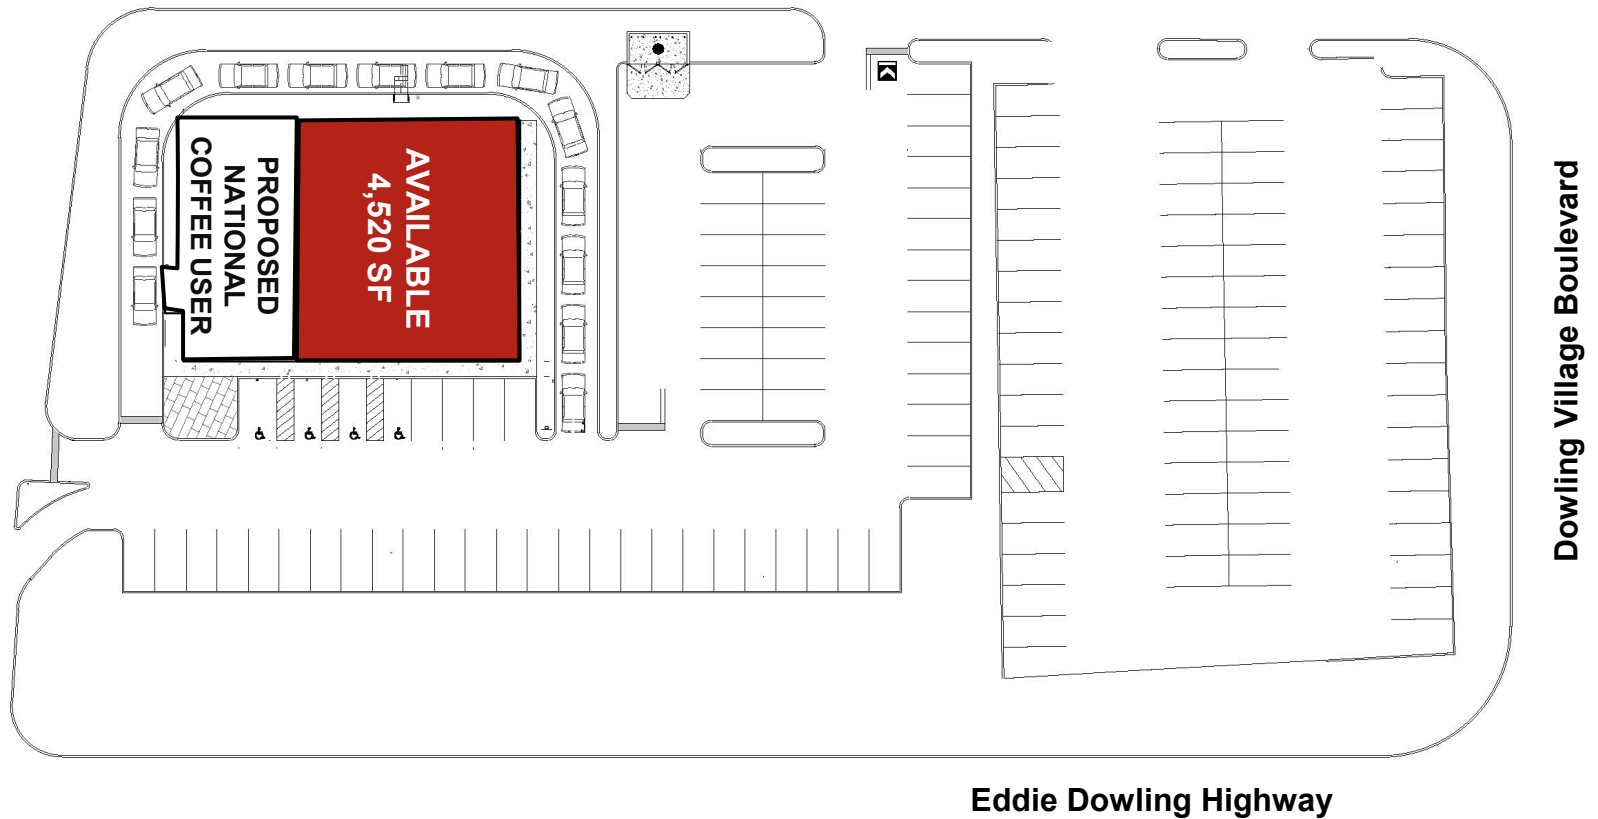 PROPOSED
NATIONAL
COFFEE USER
AVAILABLE
4,520 SF
Dowling Village Boulevard
Eddie Dowling Highway